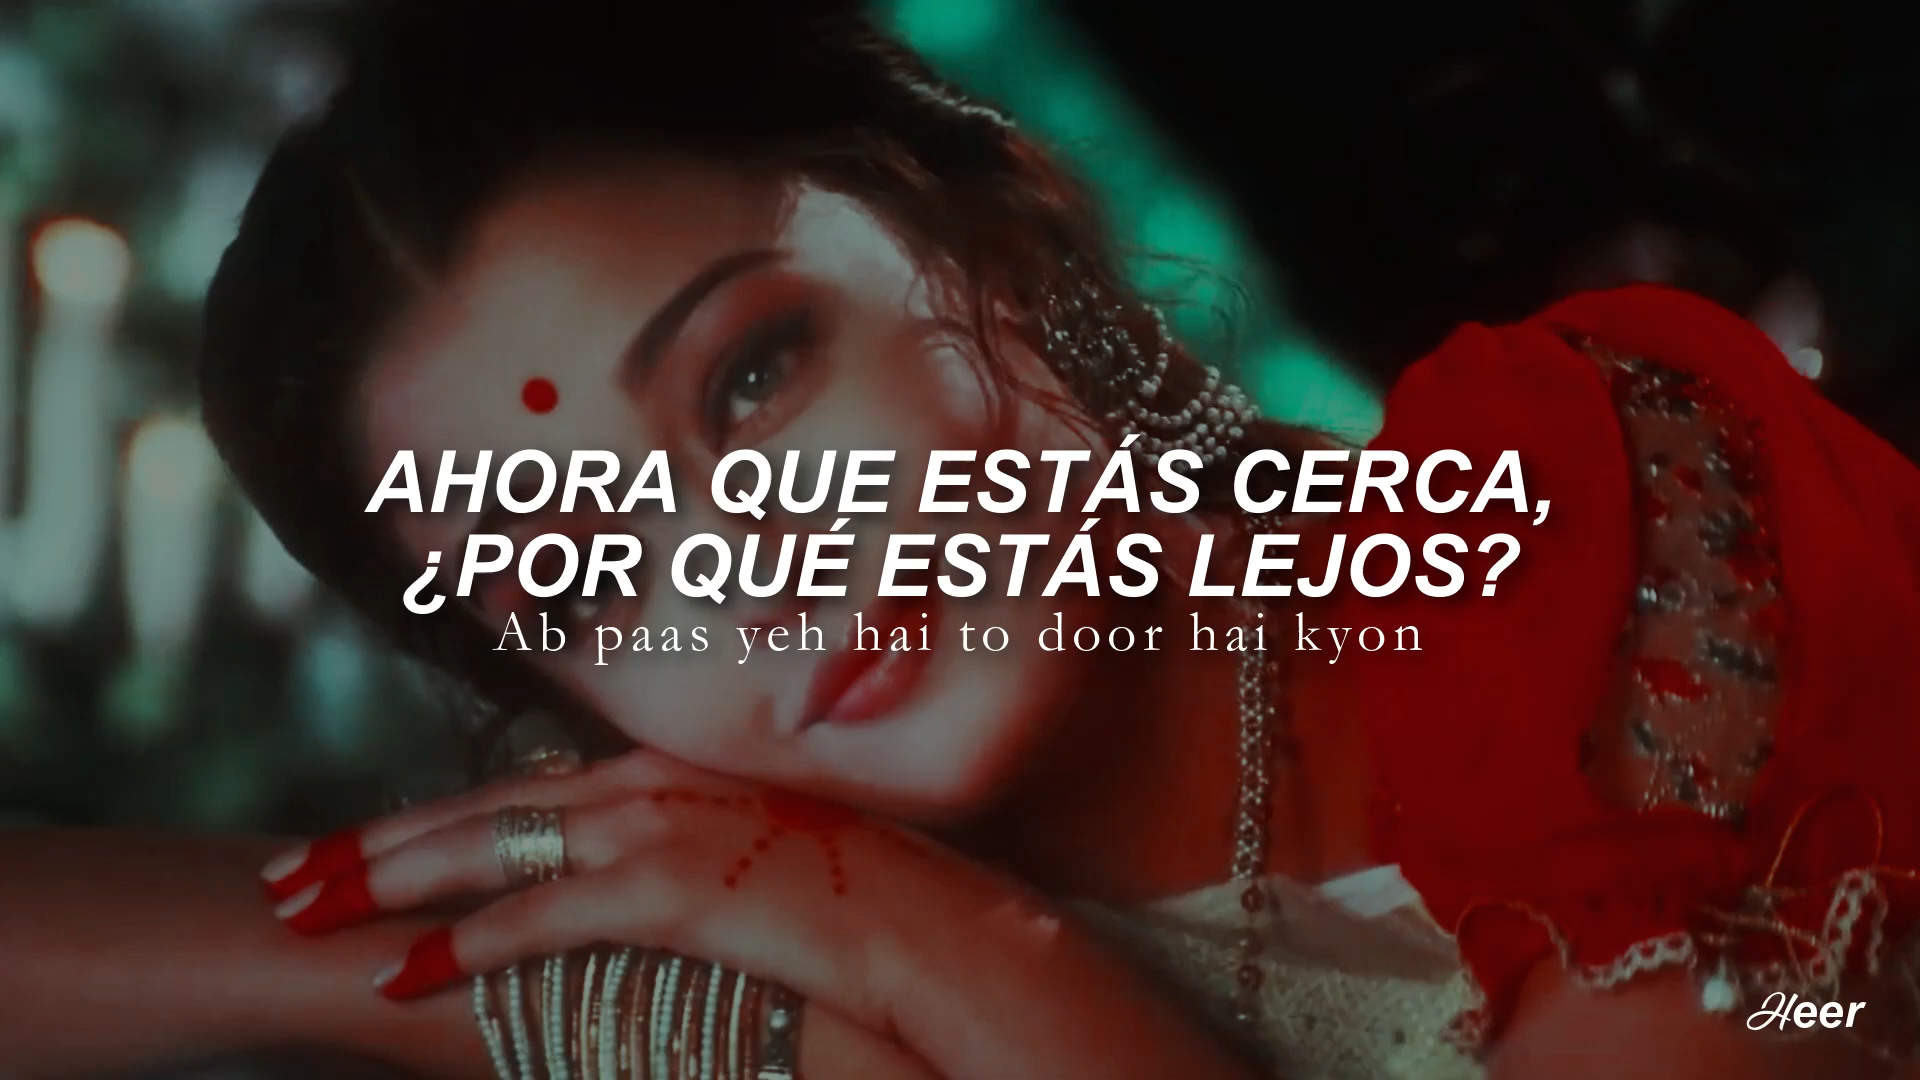 AHORA QUE ESTÁS CERCA,
¿POR QUÉ ESTÁS LEJOS?
Ab paas yeh hai to door hai kyon
Heer